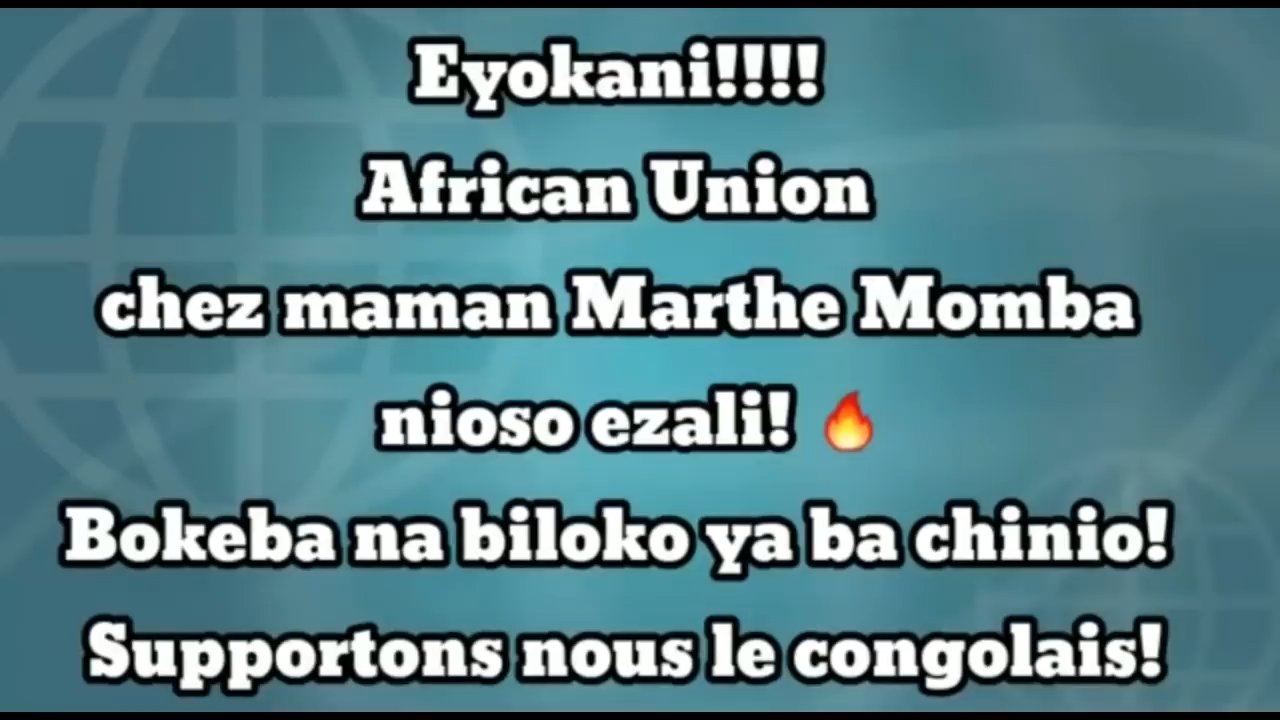 Eyokani!!!!
African Union
chez maman Marthe Momba
nioso ezali! 🔥
Bokeba na biloko ya ba chinio!
Supportons nous le congolais!